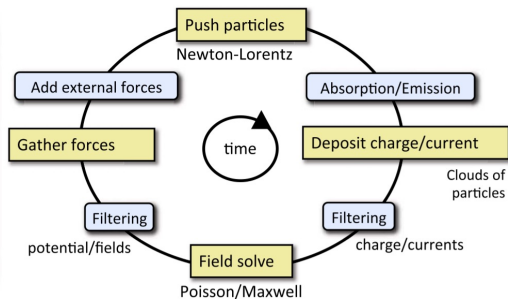 Push particles
Newton-Lorentz
Add external forces
Absorption/Emission
Gather forces
time
Deposit charge/current
Clouds of
particles
Filtering
Filtering
potential/fields
charge/currents
Field solve
Poisson/Maxwell